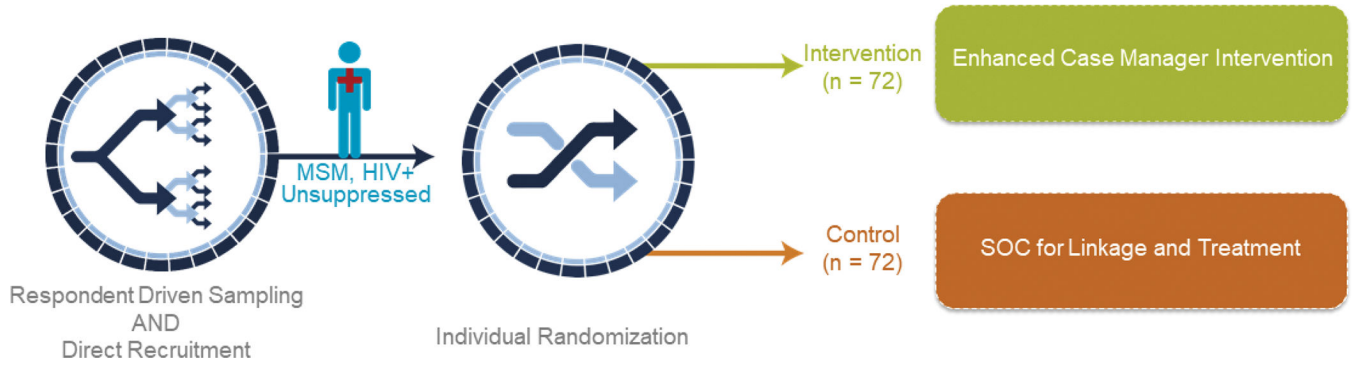 Respondent Driven Sampling
AND
Direct Recruitment
MSM, HIV+
Unsuppressed
Individual Randomization
Intervention
(n = 72)
Enhanced Case Manager Intervention
Control
(n = 72)
SOC for Linkage and Treatment